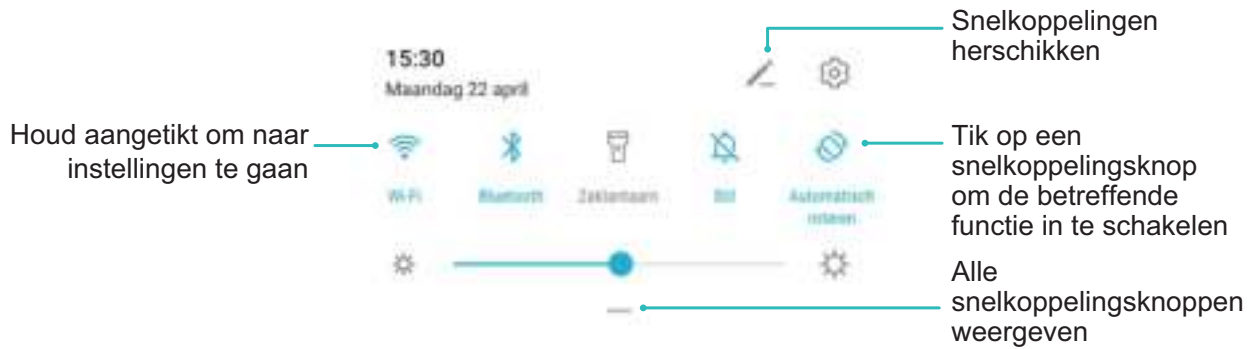 Snelkoppelingen
herschikken
15:30
Maandag 22 april
Houd aangetikt om naar
instellingen te gaan
Tik op een
snelkoppelingsknop
om de betreffende
functie in te schakelen
Wi-Fi
Bluetooth
Zaklantaarn
Stil
Automatisch
roteren
Alle
snelkoppelingsknoppen
weergeven